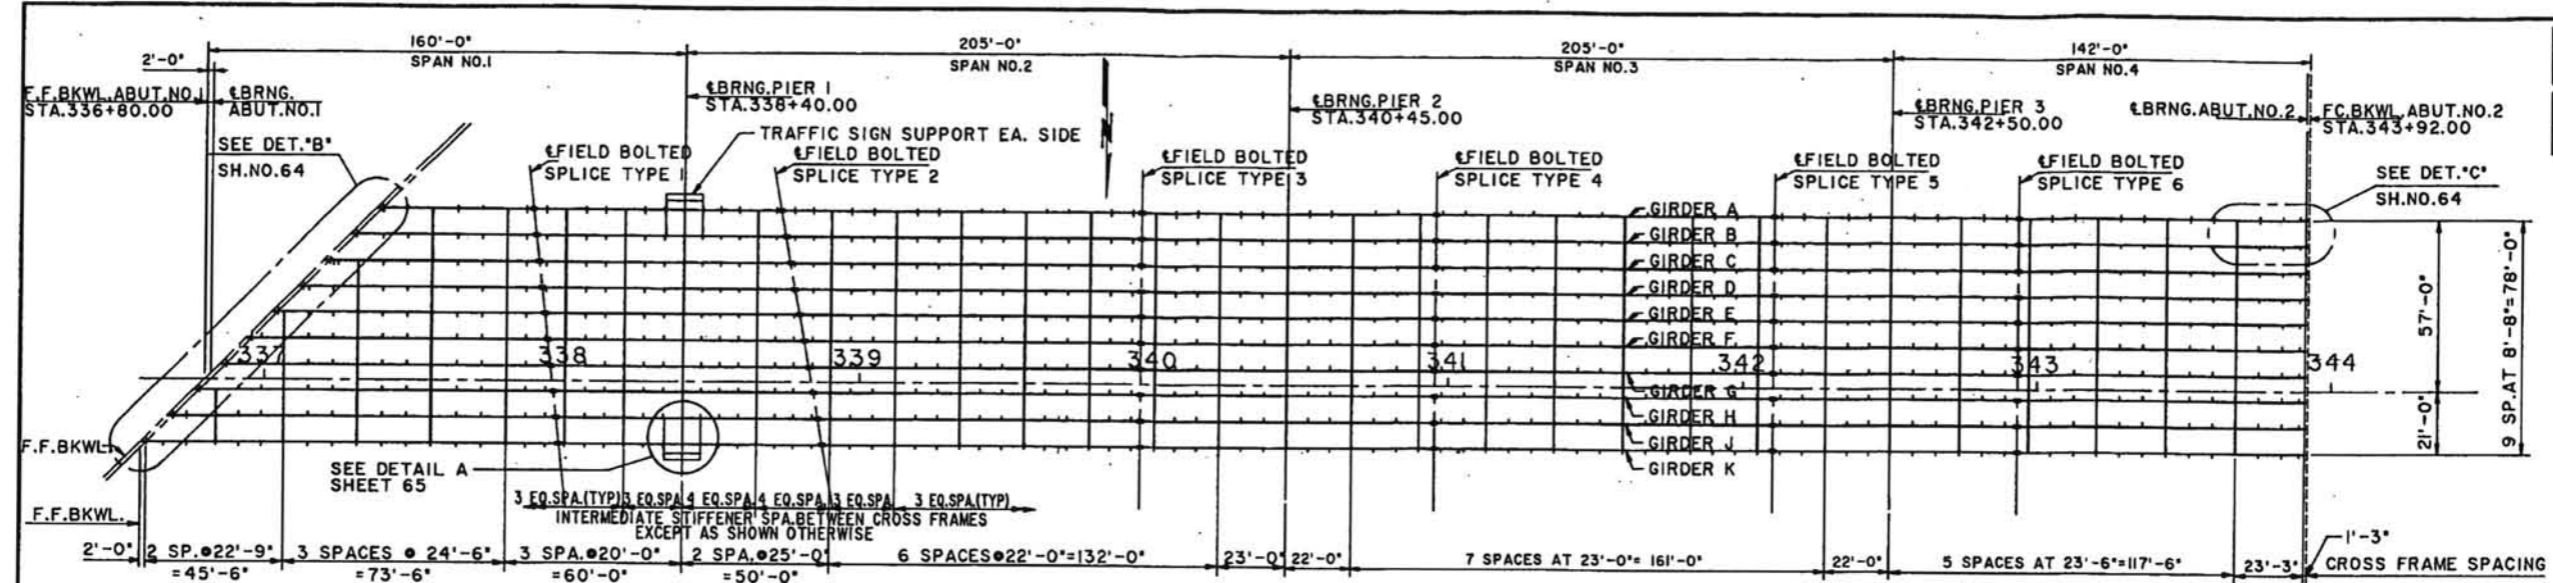 160'-0"
205'-0"
205'-0"
142'-0"
2'-0"
SPAN NO.1
SPAN NO.2
SPAN NO.3
SPAN NO.4
F.F.BKWL.ABUT.NO.1
STA.336+80.00
℄BRNG.
ABUT.NO.1
℄BRNG.PIER 1
STA.338+40.00
℄BRNG.PIER 2
STA.340+45.00
℄BRNG.PIER 3
STA.342+50.00
℄BRNG.ABUT.NO.2
FC.BKWL.ABUT.NO.2
STA.343+92.00
N
SEE DET."B"
SH.NO.64
TRAFFIC SIGN SUPPORT EA. SIDE
℄FIELD BOLTED
SPLICE TYPE 1
℄FIELD BOLTED
SPLICE TYPE 2
℄FIELD BOLTED
SPLICE TYPE 3
℄FIELD BOLTED
SPLICE TYPE 4
℄FIELD BOLTED
SPLICE TYPE 5
℄FIELD BOLTED
SPLICE TYPE 6
SEE DET."C"
SH.NO.64
GIRDER A
GIRDER B
GIRDER C
GIRDER D
GIRDER E
GIRDER F
337
338
339
340
341
342
343
344
GIRDER G
GIRDER H
GIRDER J
GIRDER K
57'-0"
21'-0"
9 SP.AT 8'-8"=78'-0"
F.F.BKWL.
SEE DETAIL A
SHEET 65
3 EQ.SPA.(TYP) 3 EQ.SPA. 4 EQ.SPA. 4 EQ.SPA. 3 EQ.SPA. 3 EQ.SPA.(TYP)
INTERMEDIATE STIFFENER SPA.BETWEEN CROSS FRAMES
EXCEPT AS SHOWN OTHERWISE
F.F.BKWL.
2'-0"
2 SP.@22'-9"
=45'-6"
3 SPACES @ 24'-6"
=73'-6"
3 SPA.@20'-0"
=60'-0"
2 SPA.@25'-0"
=50'-0"
6 SPACES@22'-0"=132'-0"
23'-0"
22'-0"
7 SPACES AT 23'-0"= 161'-0"
22'-0"
5 SPACES AT 23'-6"=117'-6"
23'-3"
1'-3"
CROSS FRAME SPACING